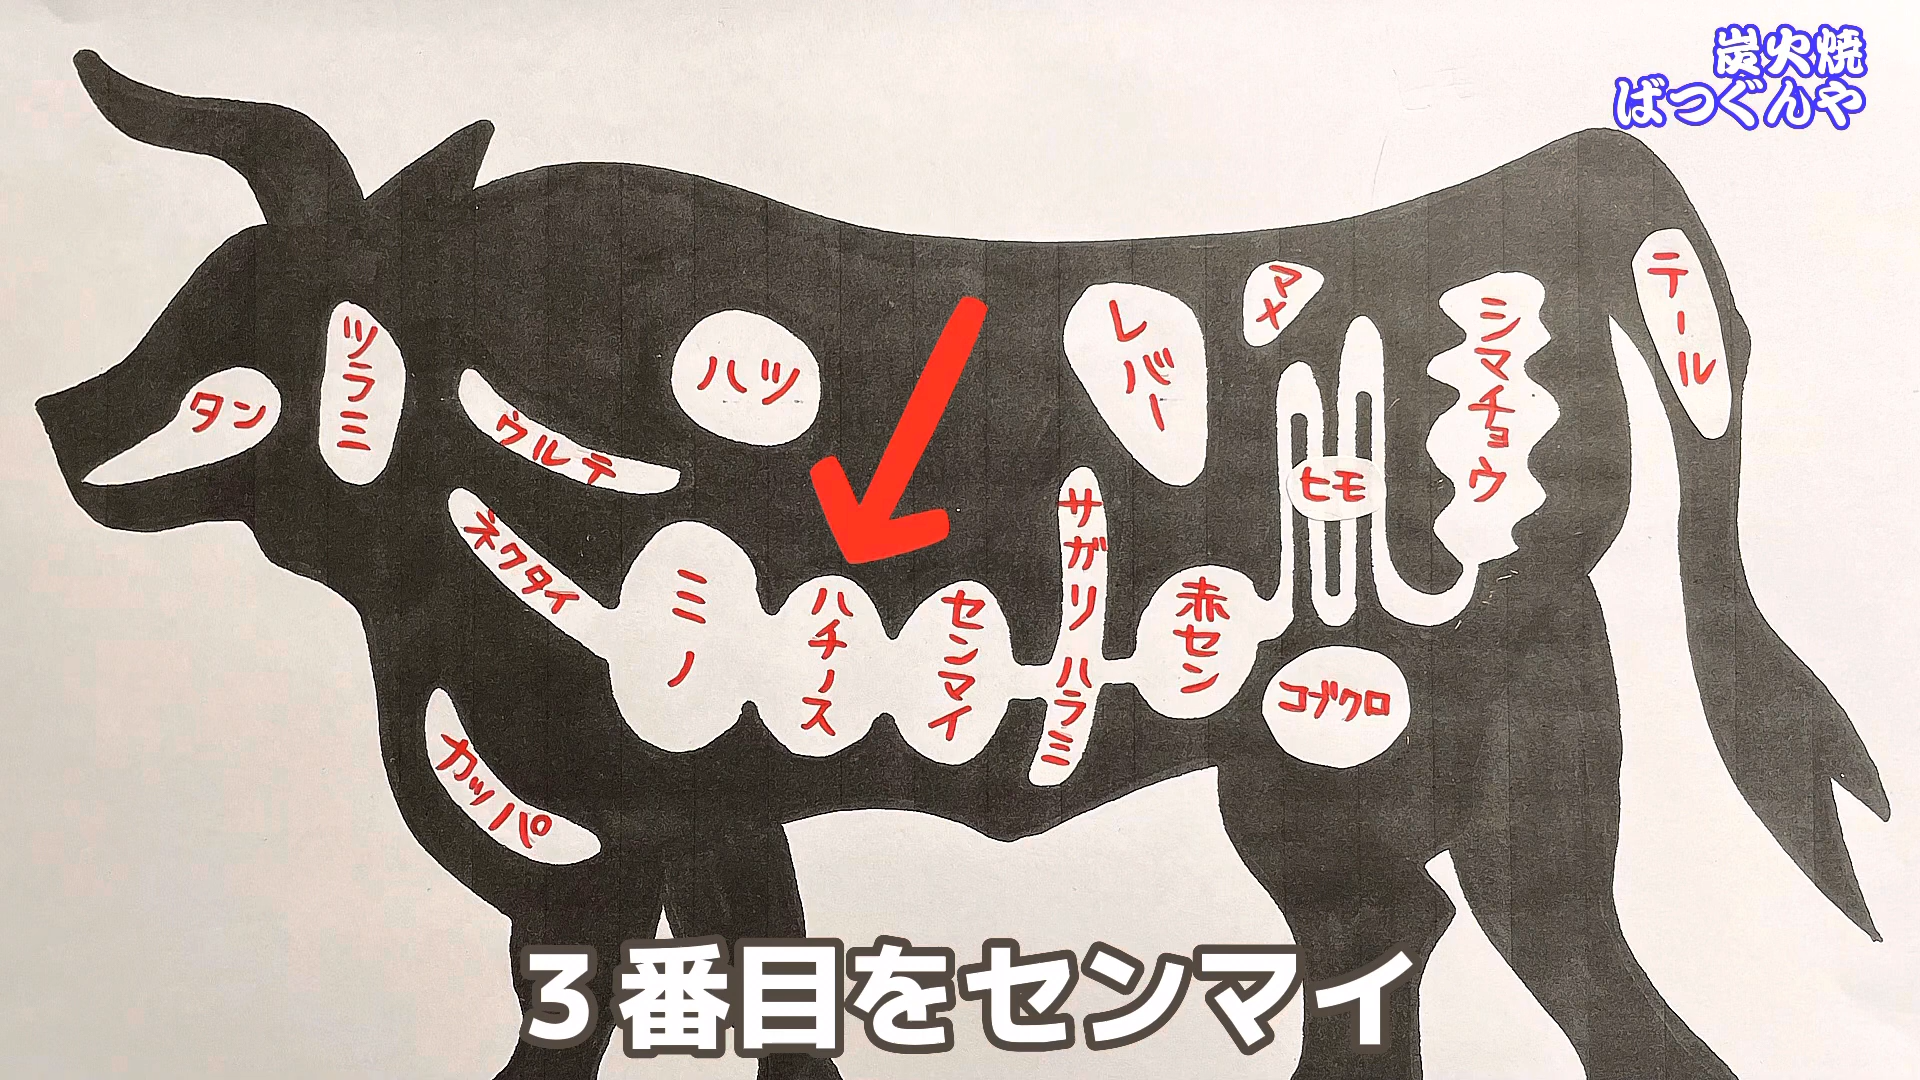 炭火焼
ばつぐんや
タン
ツラミ
ウルテ
ネクタイ
カッパ
ハツ
ミノ
ハチノス
センマイ
サガリ ハラミ
レバー
マメ
赤セン
ヒモ
コブクロ
シマチョウ
テール
3番目をセンマイ